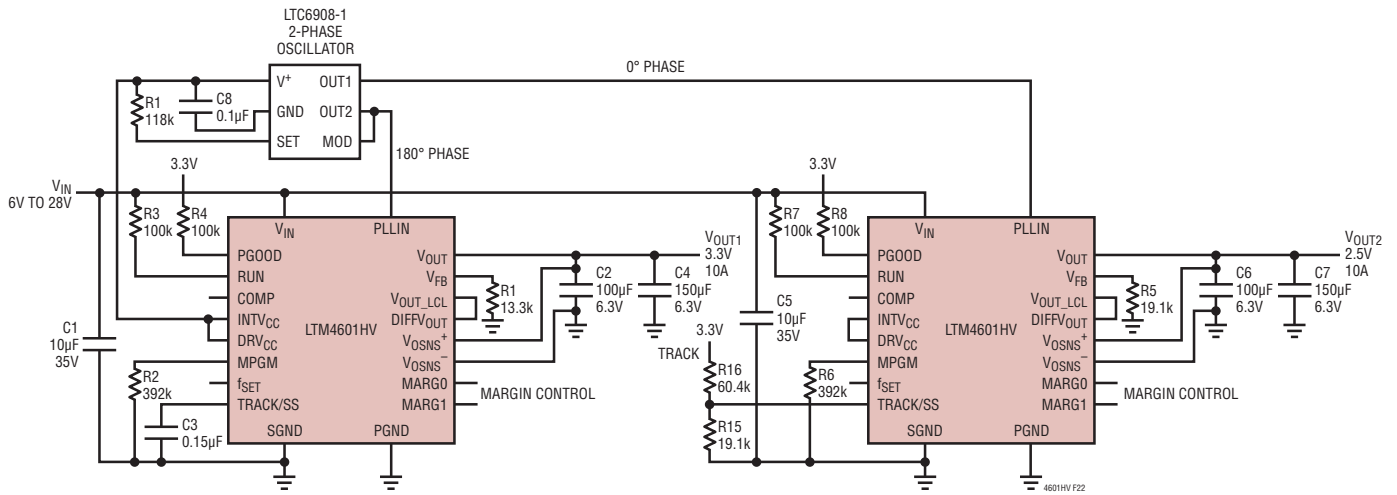 LTC6908-1
2-PHASE
OSCILLATOR
V+ OUT1
GND OUT2
SET MOD
R1
118k
C8
0.1µF
0° PHASE
180° PHASE
VIN
6V TO 28V
3.3V
R3
100k
R4
100k
C1
10µF
35V
R2
392k
C3
0.15µF
VIN PLLIN
PGOOD
RUN
COMP
INTVCC
DRVCC
MPGM
fSET
TRACK/SS
SGND PGND
LTM4601HV
VOUT
VFB
VOUT_LCL
DIFFVOUT
VOSNS+
VOSNS–
MARG0
MARG1
R1
13.3k
C2
100µF
6.3V
C4
150µF
6.3V
VOUT1
3.3V
10A
MARGIN CONTROL
3.3V
R7
100k
R8
100k
C5
10µF
35V
3.3V
TRACK
R16
60.4k
R15
19.1k
R6
392k
VIN PLLIN
PGOOD
RUN
COMP
INTVCC
DRVCC
MPGM
fSET
TRACK/SS
SGND PGND
LTM4601HV
VOUT
VFB
VOUT_LCL
DIFFVOUT
VOSNS+
VOSNS–
MARG0
MARG1
R5
19.1k
C6
100µF
6.3V
C7
150µF
6.3V
VOUT2
2.5V
10A
MARGIN CONTROL
4601HV F22